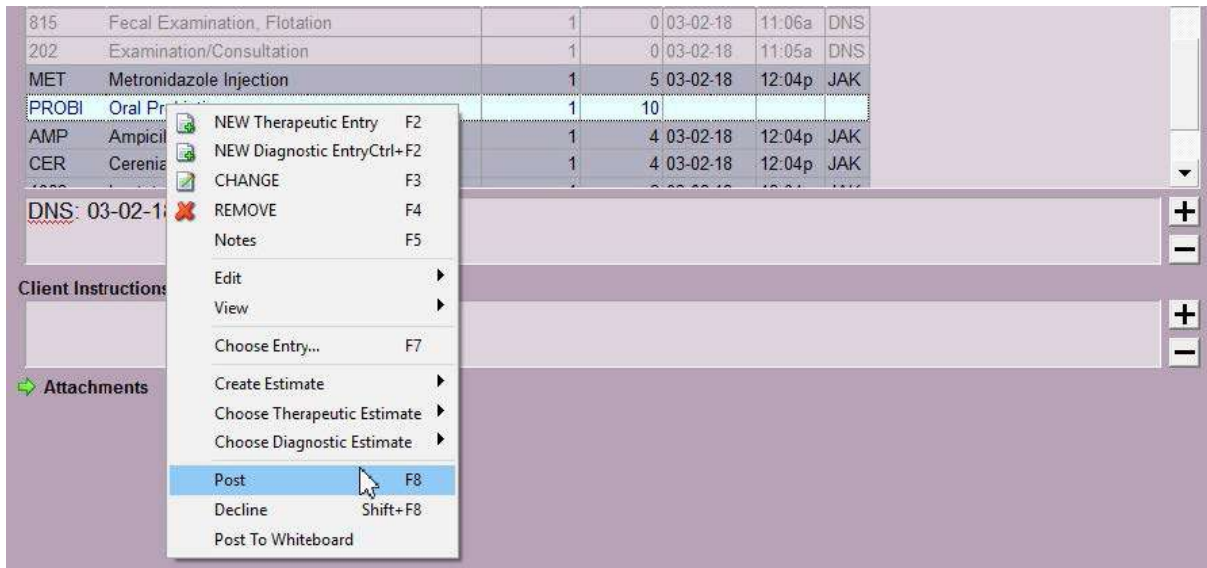 815 Fecal Examination, Flotation 1 0 03-02-18 11:06a DNS
202 Examination/Consultation 1 0 03-02-18 11:05a DNS
MET Metronidazole Injection 1 5 03-02-18 12:04p JAK
PROBI Oral 1 10
AMP Ampicil 1 4 03-02-18 12:04p JAK
CER Cerenia 1 4 03-02-18 12:04p JAK
DNS: 03-02-18
Client Instructions
Attachments
NEW Therapeutic Entry F2
NEW Diagnostic EntryCtrl+F2
CHANGE F3
REMOVE F4
Notes F5
Edit
View
Choose Entry... F7
Create Estimate
Choose Therapeutic Estimate
Choose Diagnostic Estimate
Post F8
Decline Shift+F8
Post To Whiteboard